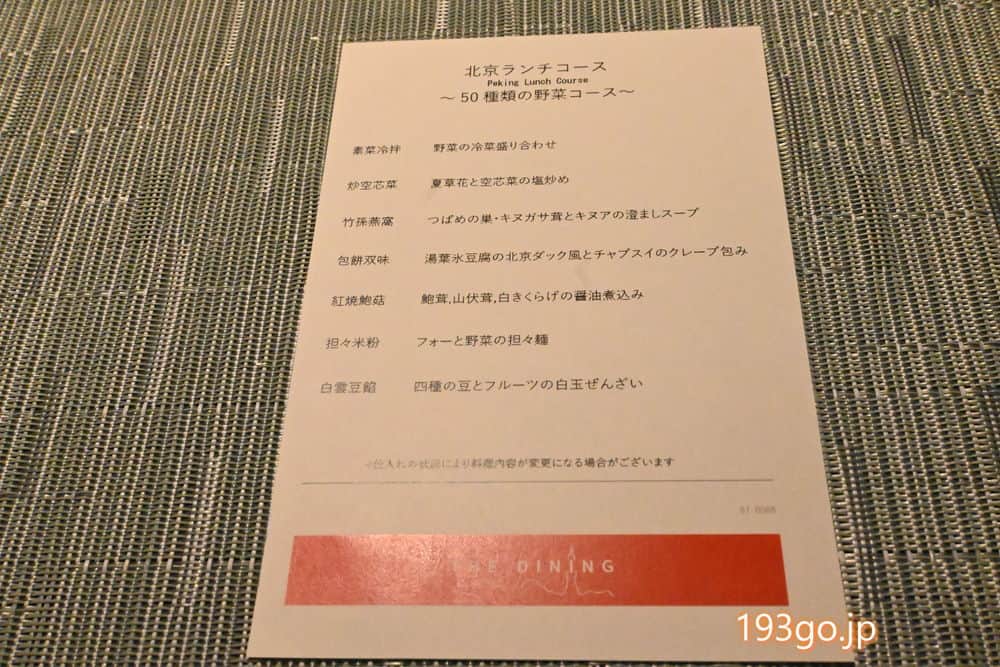 北京ランチコース
Peking Lunch Course
～50種類の野菜コース～
素菜冷拌 野菜の冷菜盛り合わせ
炒空芯菜 夏草花と空芯菜の塩炒め
竹孫燕窩 つばめの巣・キヌガサ茸とキヌアの澄ましスープ
包餅双味 湯葉氷豆腐の北京ダック風とチャプスイのクレープ包み
紅焼鮑菇 鮑茸,山伏茸,白きくらげの醤油煮込み
担々米粉 フォーと野菜の担々麺
白雲豆餡 四種の豆とフルーツの白玉ぜんざい
仕入れの状況により料理内容が変更になる場合がございます
THE DINING
193go.jp